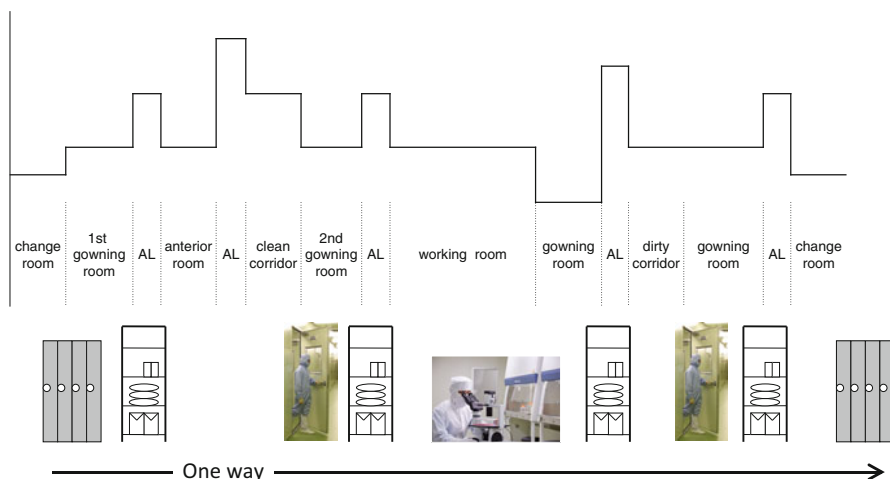 change
room
1st
gowning
room
AL
anterior
room
AL
clean
corridor
2nd
gowning
room
AL
working room
gowning
room
AL
dirty
corridor
gowning
room
AL
change
room
One way